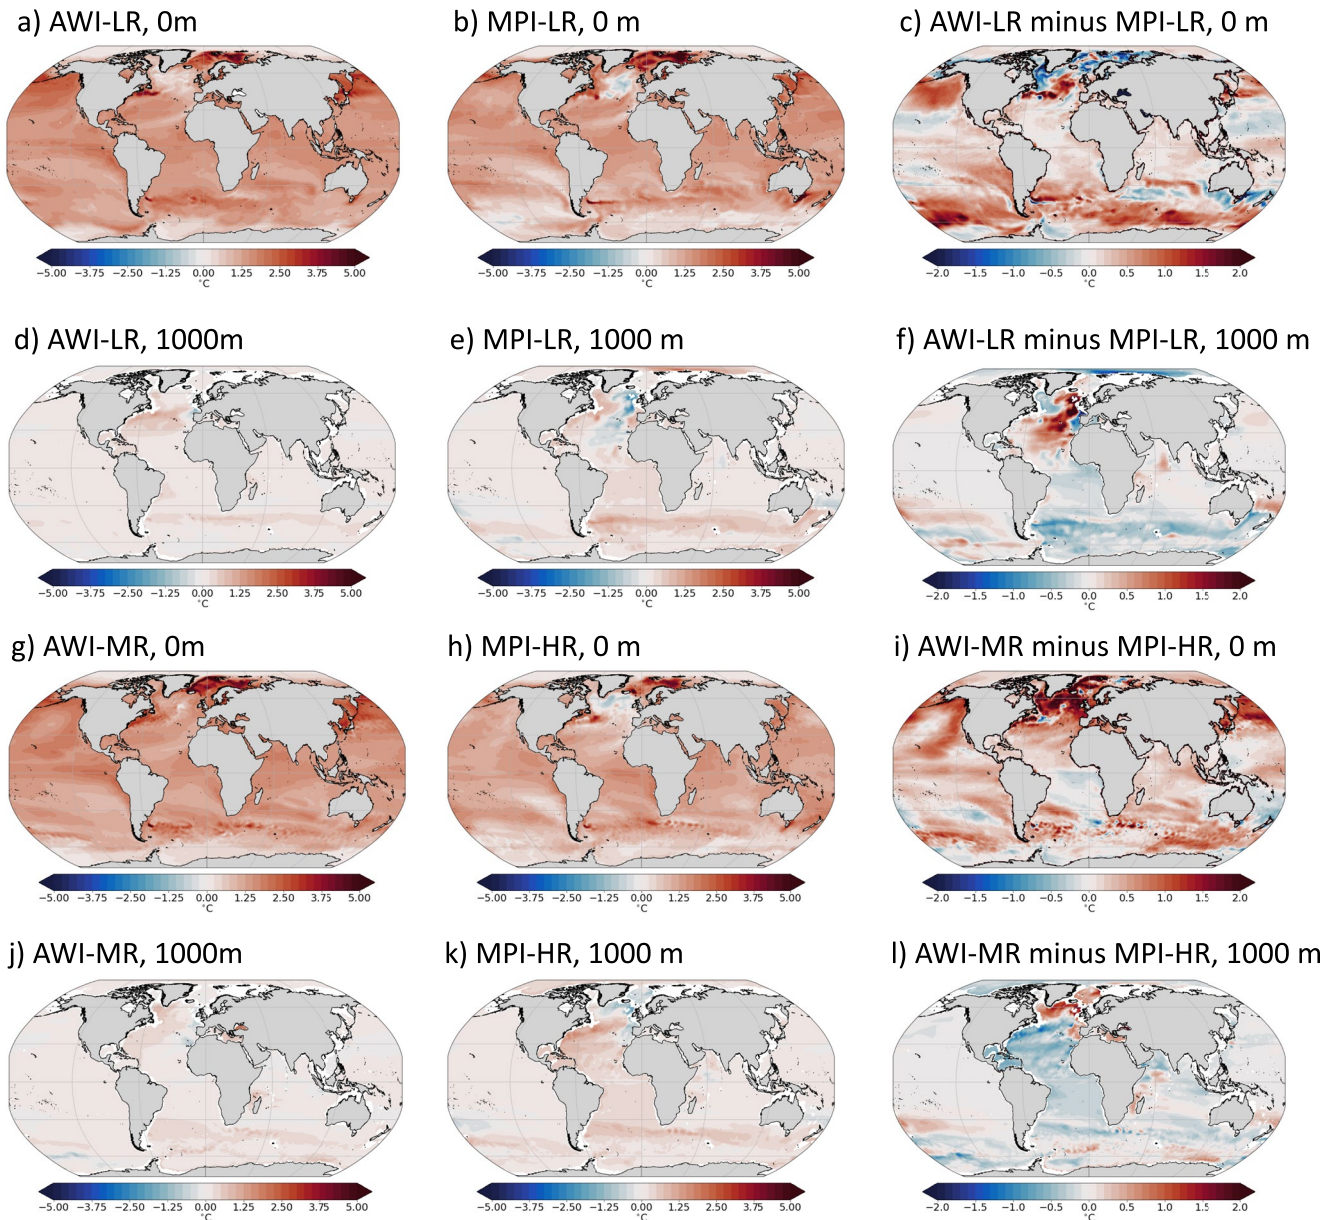 a) AWI-LR, 0m
b) MPI-LR, 0 m
c) AWI-LR minus MPI-LR, 0 m
−5.00 −3.75 −2.50 −1.25 0.00 1.25 2.50 3.75 5.00
°C
−5.00 −3.75 −2.50 −1.25 0.00 1.25 2.50 3.75 5.00
°C
−2.0 −1.5 −1.0 −0.5 0.0 0.5 1.0 1.5 2.0
°C
d) AWI-LR, 1000m
e) MPI-LR, 1000 m
f) AWI-LR minus MPI-LR, 1000 m
−5.00 −3.75 −2.50 −1.25 0.00 1.25 2.50 3.75 5.00
°C
−5.00 −3.75 −2.50 −1.25 0.00 1.25 2.50 3.75 5.00
°C
−2.0 −1.5 −1.0 −0.5 0.0 0.5 1.0 1.5 2.0
°C
g) AWI-MR, 0m
h) MPI-HR, 0 m
i) AWI-MR minus MPI-HR, 0 m
−5.00 −3.75 −2.50 −1.25 0.00 1.25 2.50 3.75 5.00
°C
−5.00 −3.75 −2.50 −1.25 0.00 1.25 2.50 3.75 5.00
°C
−2.0 −1.5 −1.0 −0.5 0.0 0.5 1.0 1.5 2.0
°C
j) AWI-MR, 1000m
k) MPI-HR, 1000 m
l) AWI-MR minus MPI-HR, 1000 m
−5.00 −3.75 −2.50 −1.25 0.00 1.25 2.50 3.75 5.00
°C
−5.00 −3.75 −2.50 −1.25 0.00 1.25 2.50 3.75 5.00
°C
−2.0 −1.5 −1.0 −0.5 0.0 0.5 1.0 1.5 2.0
°C